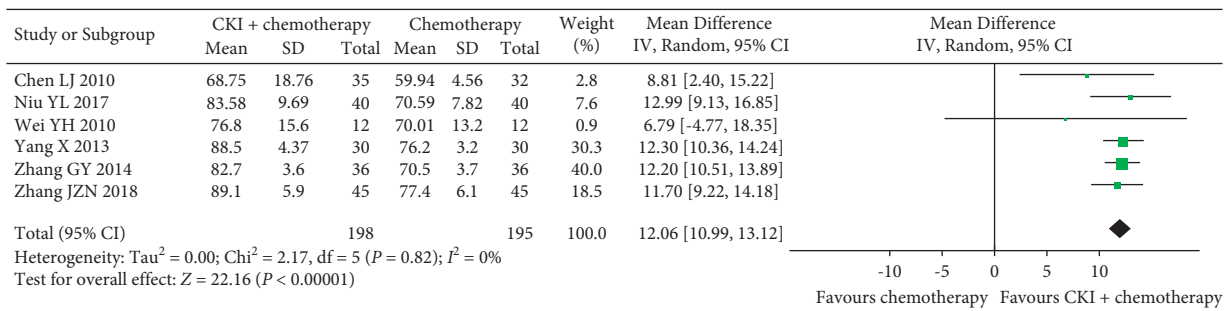 Study or Subgroup CKI + chemotherapy Chemotherapy Weight (%) Mean Difference IV, Random, 95% CI Mean Difference IV, Random, 95% CI
Mean SD Total Mean SD Total
Chen LJ 2010 68.75 18.76 35 59.94 4.56 32 2.8 8.81 [2.40, 15.22]
Niu YL 2017 83.58 9.69 40 70.59 7.82 40 7.6 12.99 [9.13, 16.85]
Wei YH 2010 76.8 15.6 12 70.01 13.2 12 0.9 6.79 [-4.77, 18.35]
Yang X 2013 88.5 4.37 30 76.2 3.2 30 30.3 12.30 [10.36, 14.24]
Zhang GY 2014 82.7 3.6 36 70.5 3.7 36 40.0 12.20 [10.51, 13.89]
Zhang JZN 2018 89.1 5.9 45 77.4 6.1 45 18.5 11.70 [9.22, 14.18]
Total (95% CI) 198 195 100.0 12.06 [10.99, 13.12]
Heterogeneity: Tau² = 0.00; Chi² = 2.17, df = 5 (P = 0.82); I² = 0%
Test for overall effect: Z = 22.16 (P < 0.00001)
-10 -5 0 5 10
Favours chemotherapy Favours CKI + chemotherapy